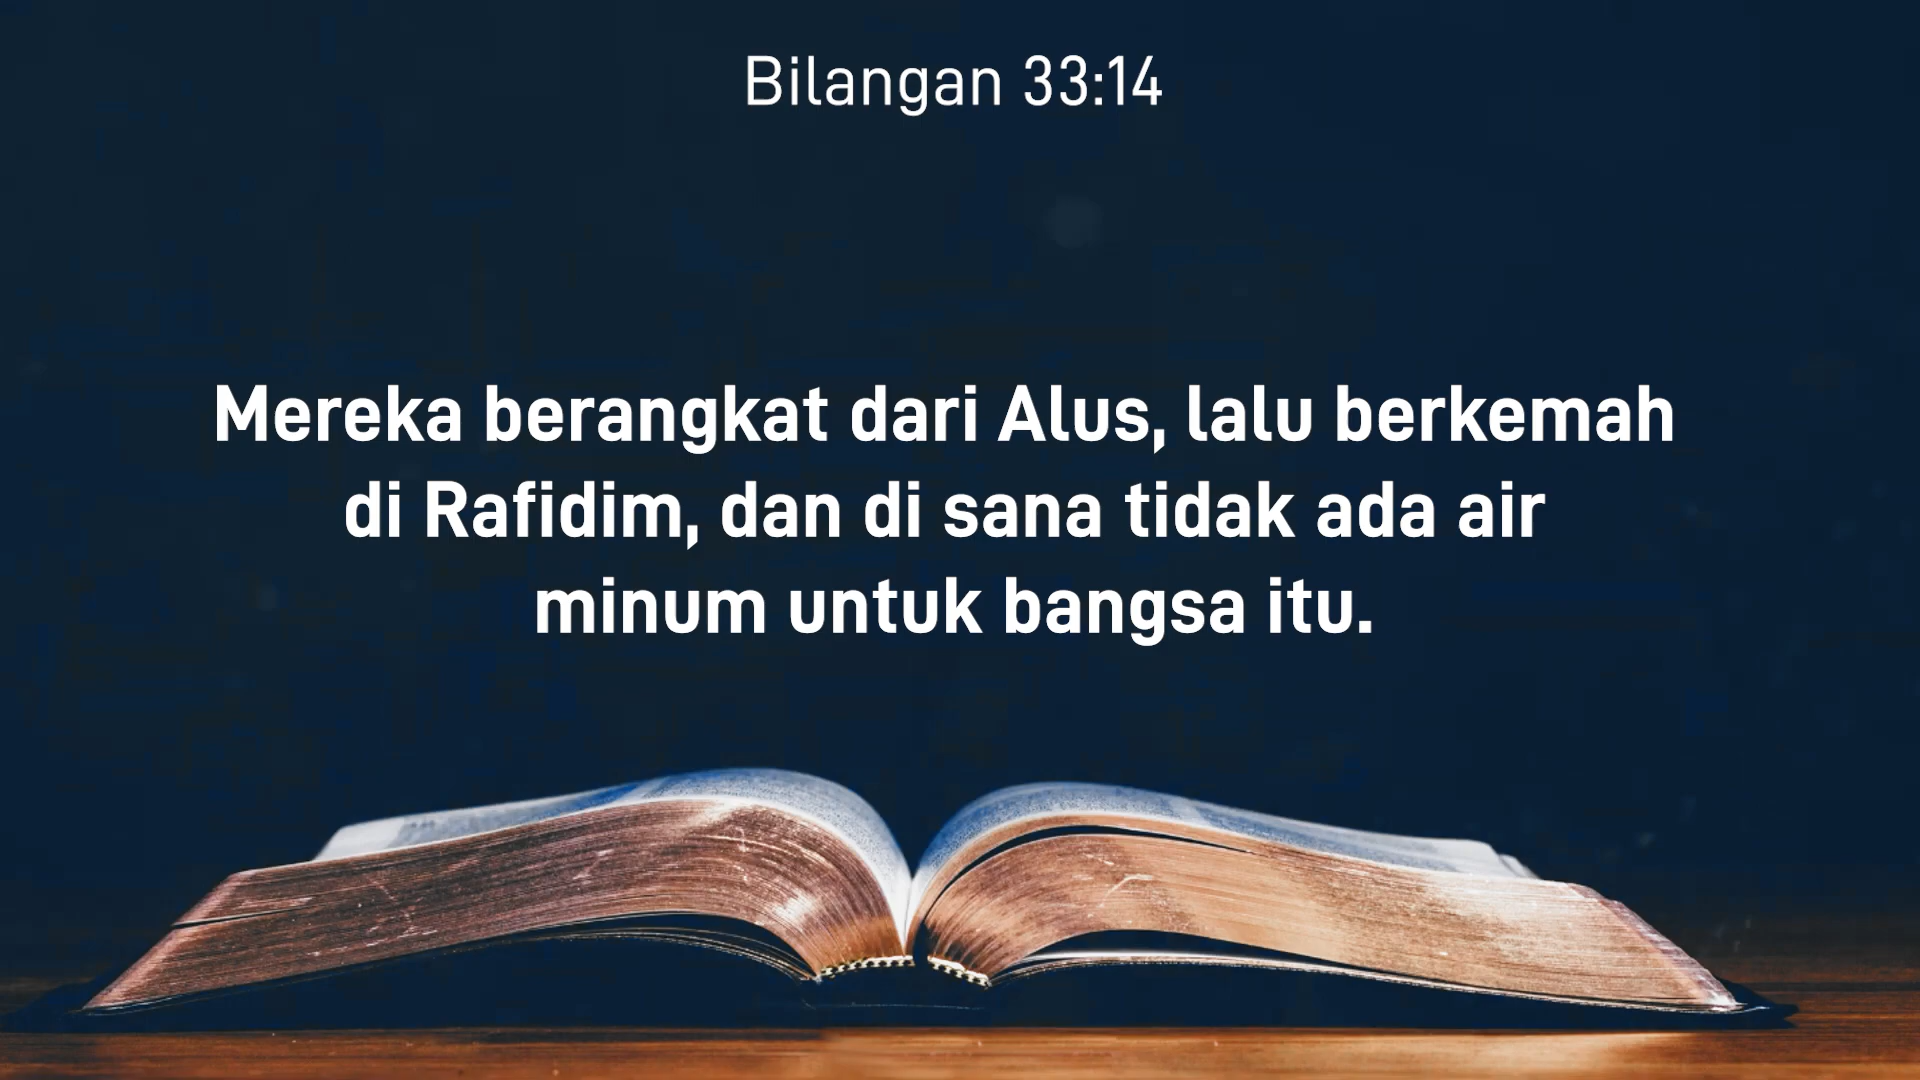 Bilangan 33:14
Mereka berangkat dari Alus, lalu berkemah
di Rafidim, dan di sana tidak ada air
minum untuk bangsa itu.